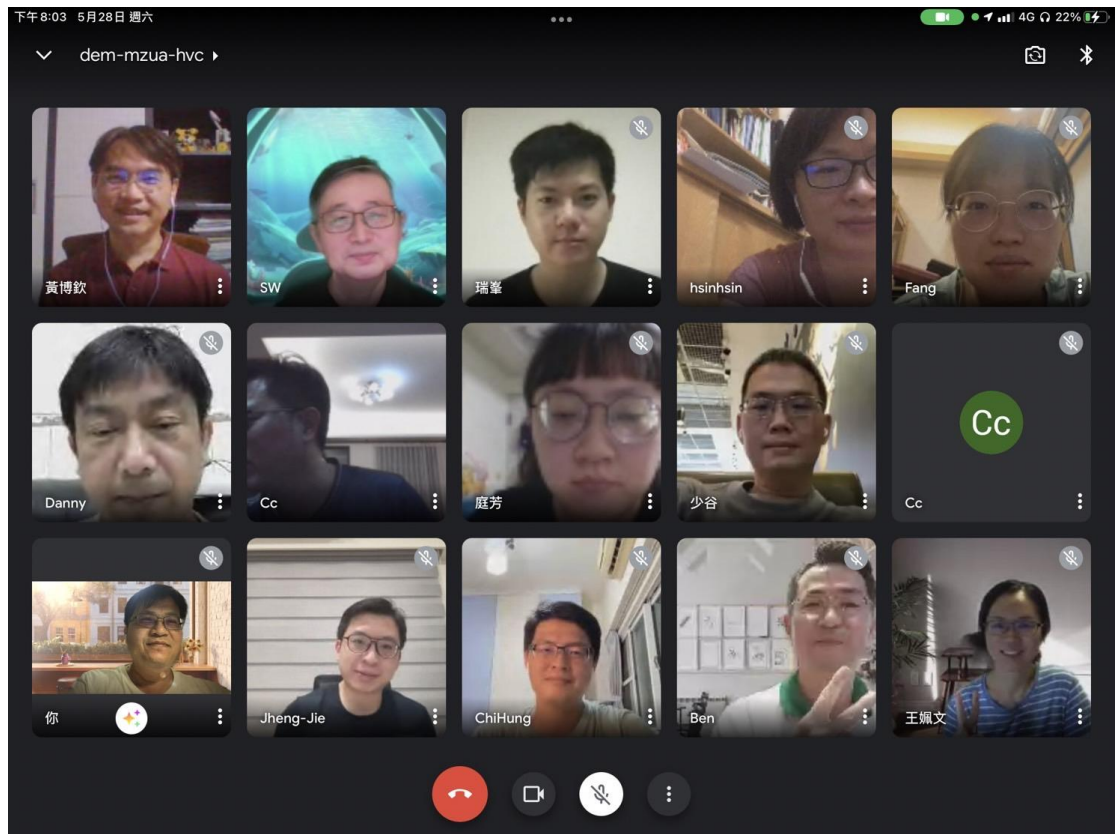 下午8:03 5月28日 週六
4G 22%
dem-mzua-hvc
黃博欽
SW
瑞峯
hsinhsin
Fang
Danny
Cc
庭芳
少谷
Cc
Cc
你
Jheng-Jie
ChiHung
Ben
王姵文